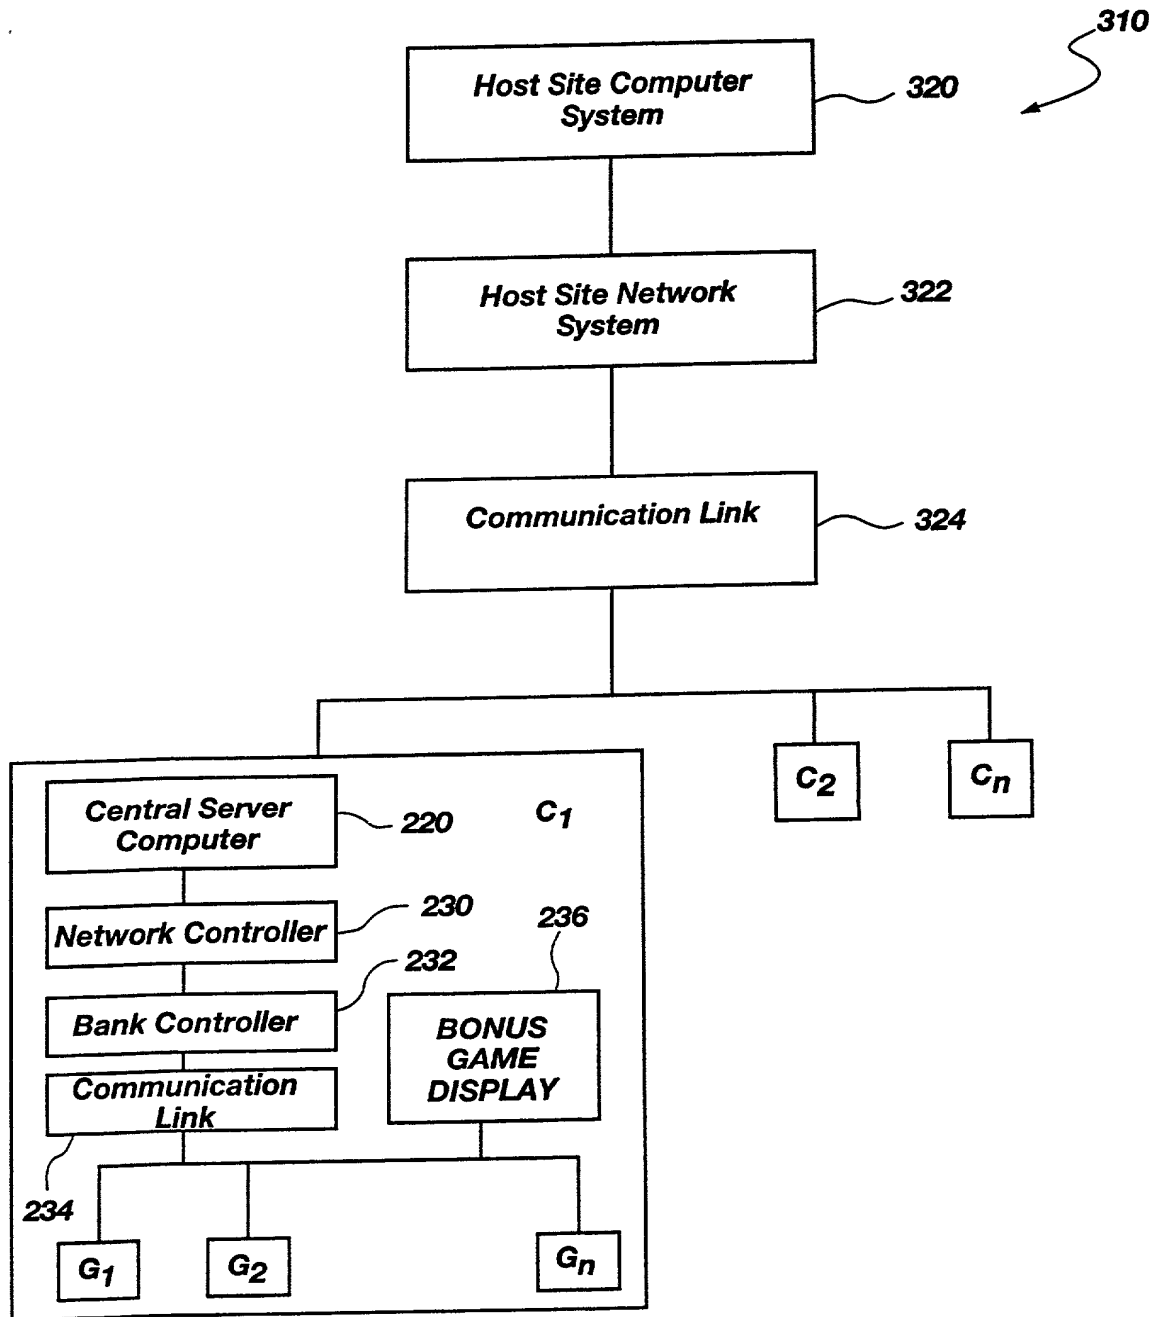 310
Host Site Computer
System
320
Host Site Network
System
322
Communication Link
324
C1
C2
Cn
Central Server
Computer
220
Network Controller
230
Bank Controller
232
Communication
Link
234
BONUS
GAME
DISPLAY
236
G1
G2
Gn